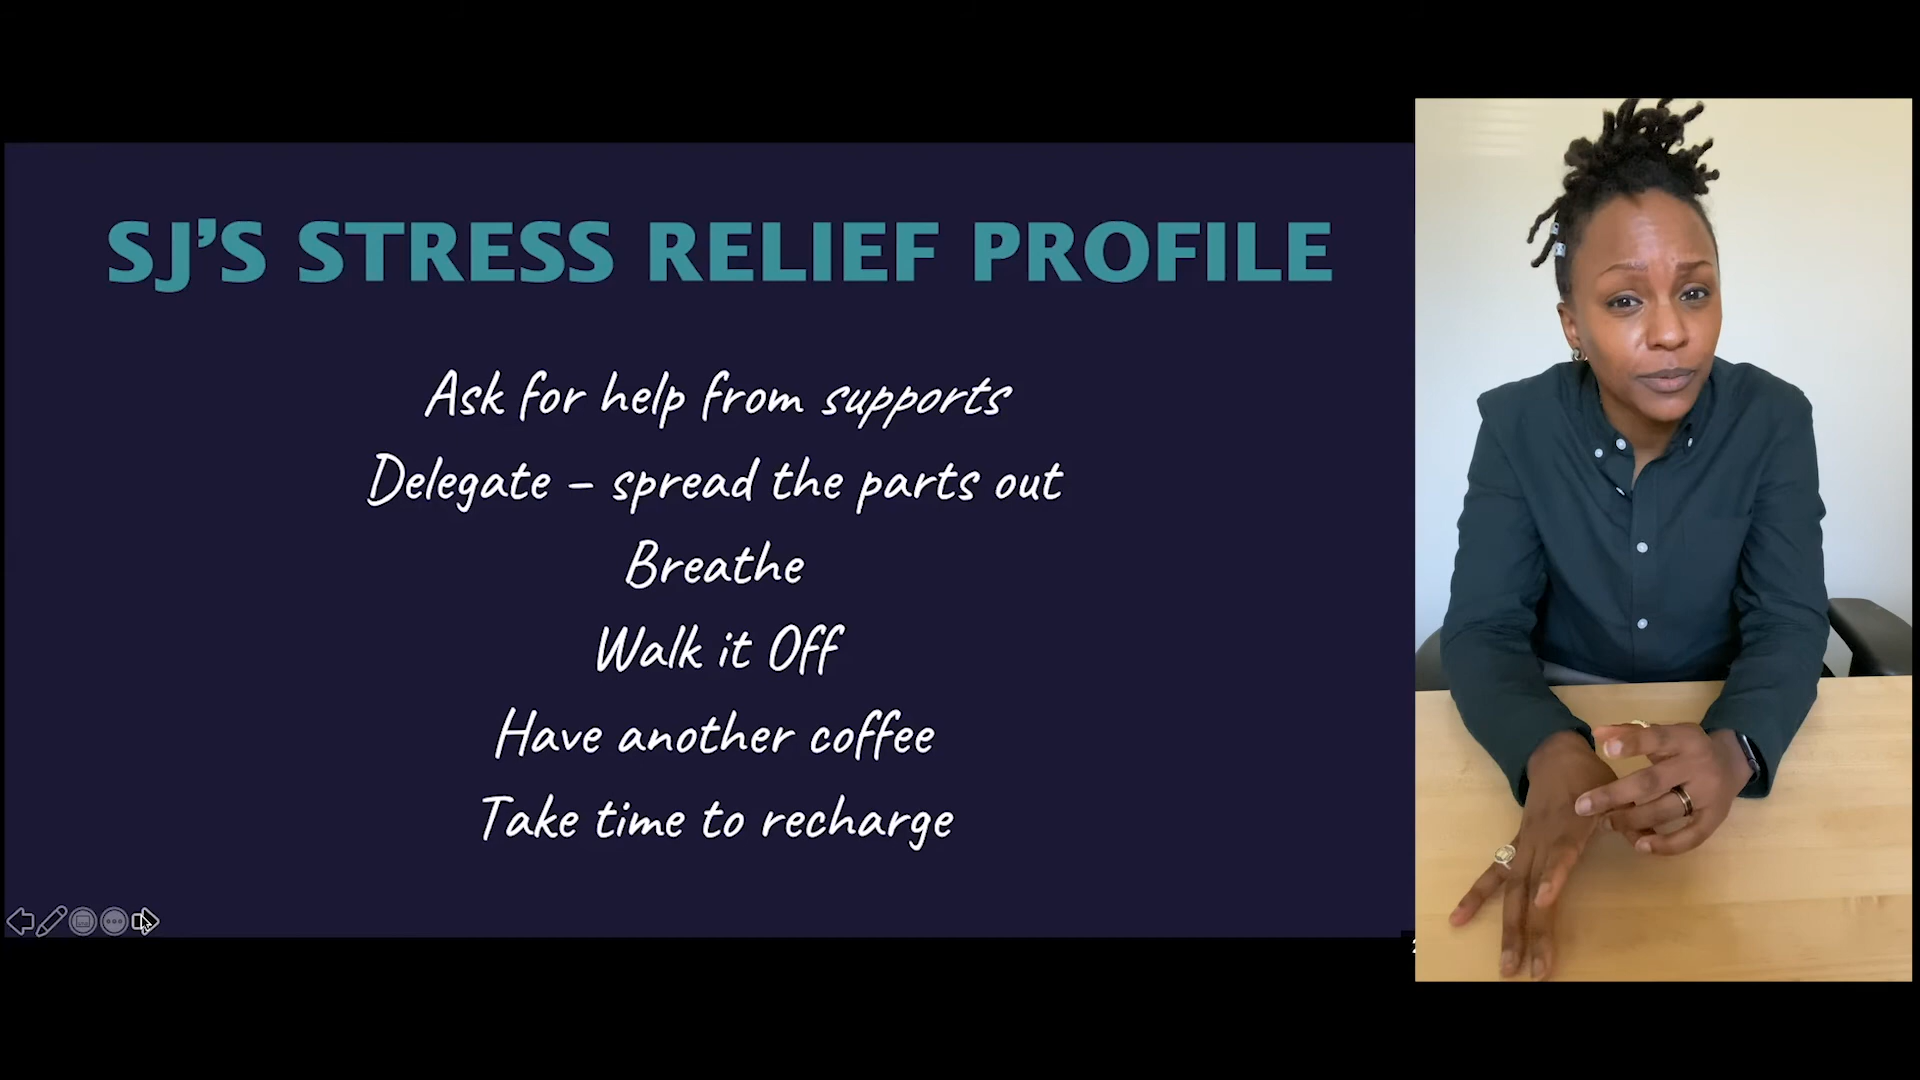 SJ'S STRESS RELIEF PROFILE
Ask for help from supports
Delegate – spread the parts out
Breathe
Walk it Off
Have another coffee
Take time to recharge